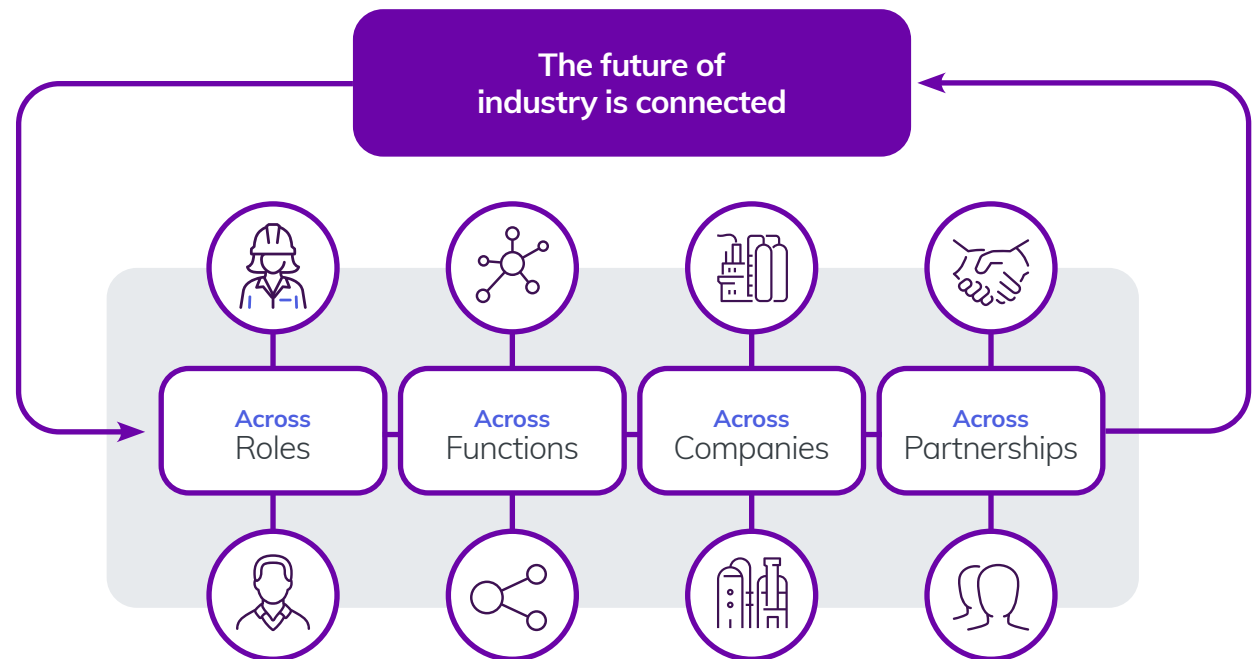 The future of
industry is connected
Across
Roles
Across
Functions
Across
Companies
Across
Partnerships